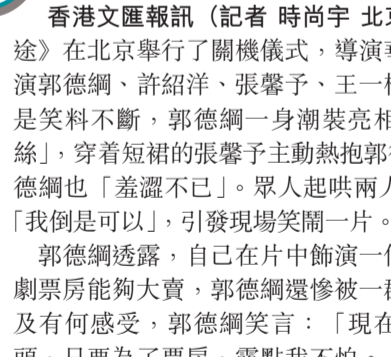 香港文匯報訊（記者 時尚宇 北
途》在北京舉行了關機儀式，導演
演郭德綱、許紹洋、張馨予、王一
是笑料不斷，郭德綱一身潮裝亮相
絲」，穿着短裙的張馨予主動熱抱郭
德綱也「羞澀不已」。眾人起哄兩人
「我倒是可以」，引發現場笑鬧一片。
郭德綱透露，自己在片中飾演一
劇票房能夠大賣，郭德綱還慘被一
及有何感受，郭德綱笑言：「現在
頭，只要為了票房，露點我不怕。